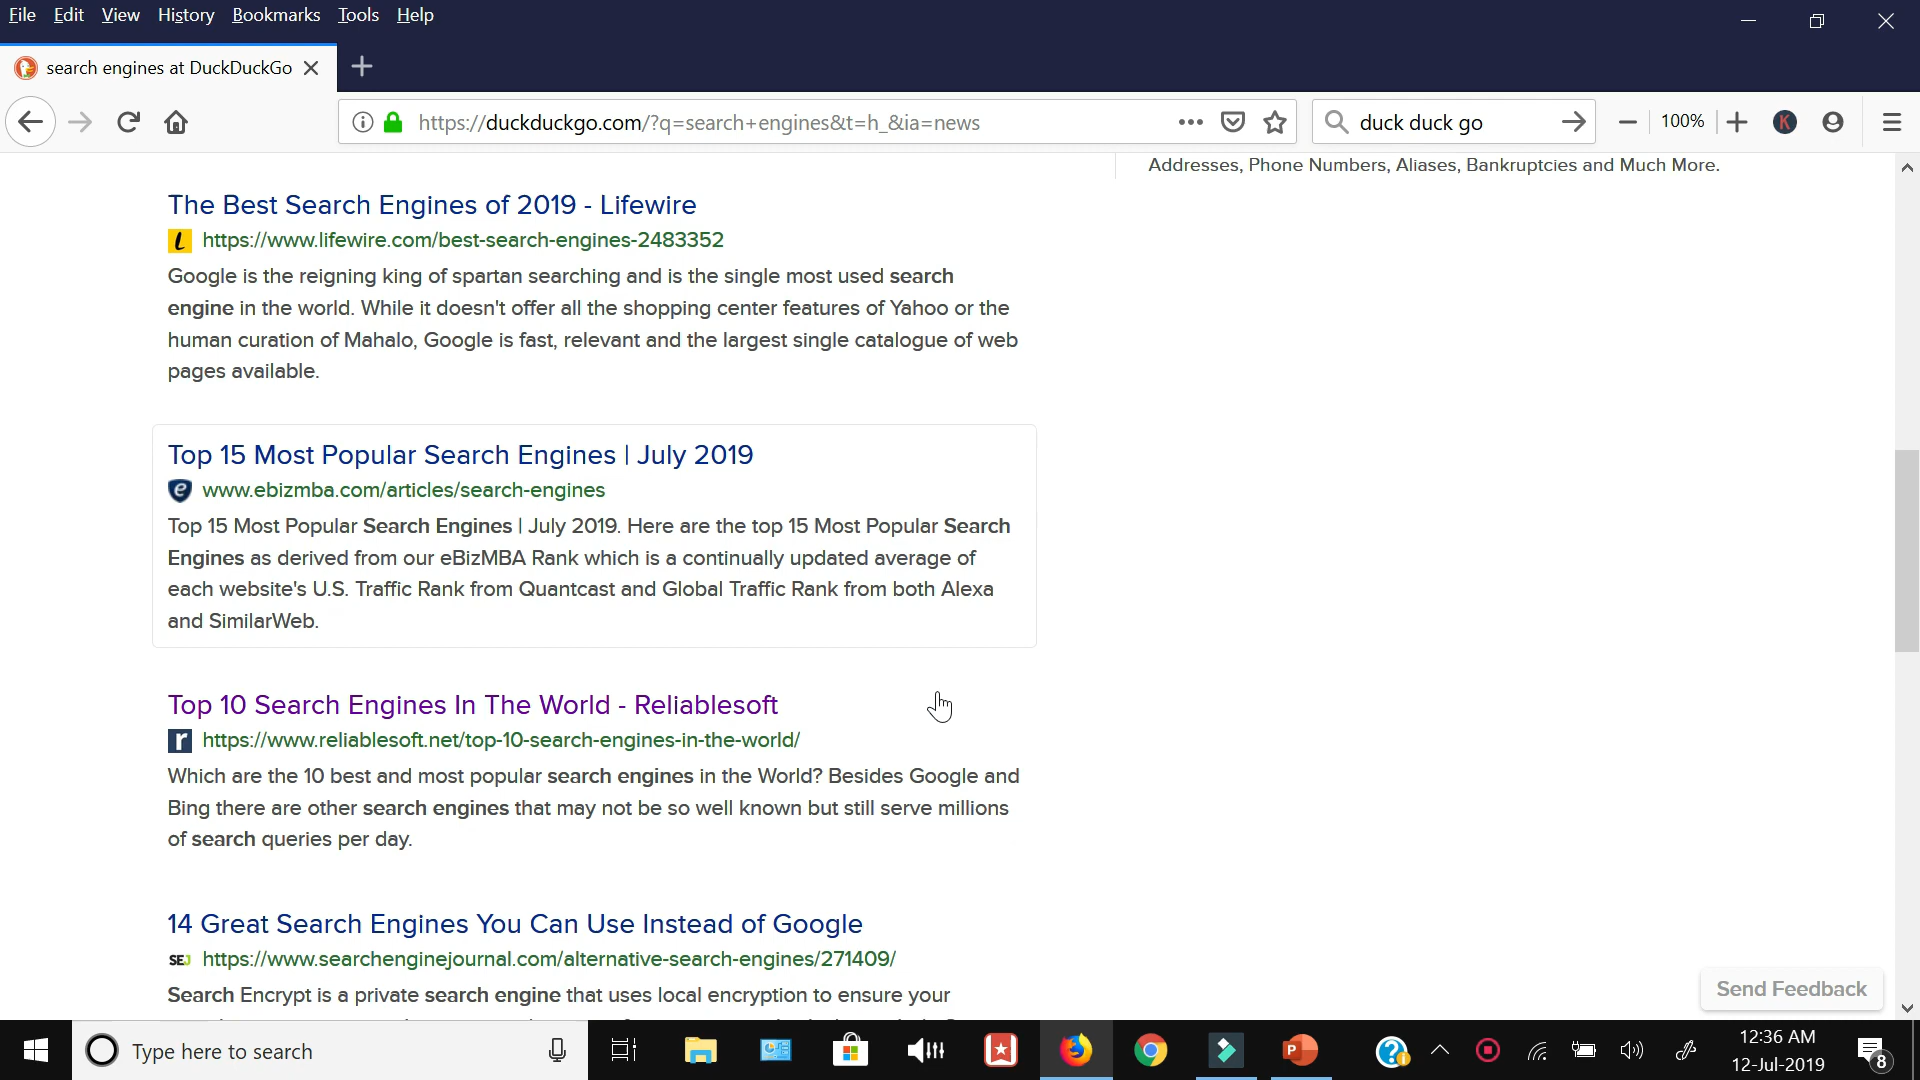 File Edit View History Bookmarks Tools Help
search engines at DuckDuckGo
https://duckduckgo.com/?q=search+engines&t=h_&ia=news
duck duck go
100%
K
Addresses, Phone Numbers, Aliases, Bankruptcies and Much More.
The Best Search Engines of 2019 - Lifewire
L https://www.lifewire.com/best-search-engines-2483352
Google is the reigning king of spartan searching and is the single most used search
engine in the world. While it doesn't offer all the shopping center features of Yahoo or the
human curation of Mahalo, Google is fast, relevant and the largest single catalogue of web
pages available.
Top 15 Most Popular Search Engines | July 2019
e www.ebizmba.com/articles/search-engines
Top 15 Most Popular Search Engines | July 2019. Here are the top 15 Most Popular Search
Engines as derived from our eBizMBA Rank which is a continually updated average of
each website's U.S. Traffic Rank from Quantcast and Global Traffic Rank from both Alexa
and SimilarWeb.
Top 10 Search Engines In The World - Reliablesoft
r https://www.reliablesoft.net/top-10-search-engines-in-the-world/
Which are the 10 best and most popular search engines in the World? Besides Google and
Bing there are other search engines that may not be so well known but still serve millions
of search queries per day.
14 Great Search Engines You Can Use Instead of Google
SEJ https://www.searchenginejournal.com/alternative-search-engines/271409/
Search Encrypt is a private search engine that uses local encryption to ensure your
Send Feedback
Type here to search
P
?
12:36 AM
12-Jul-2019
8